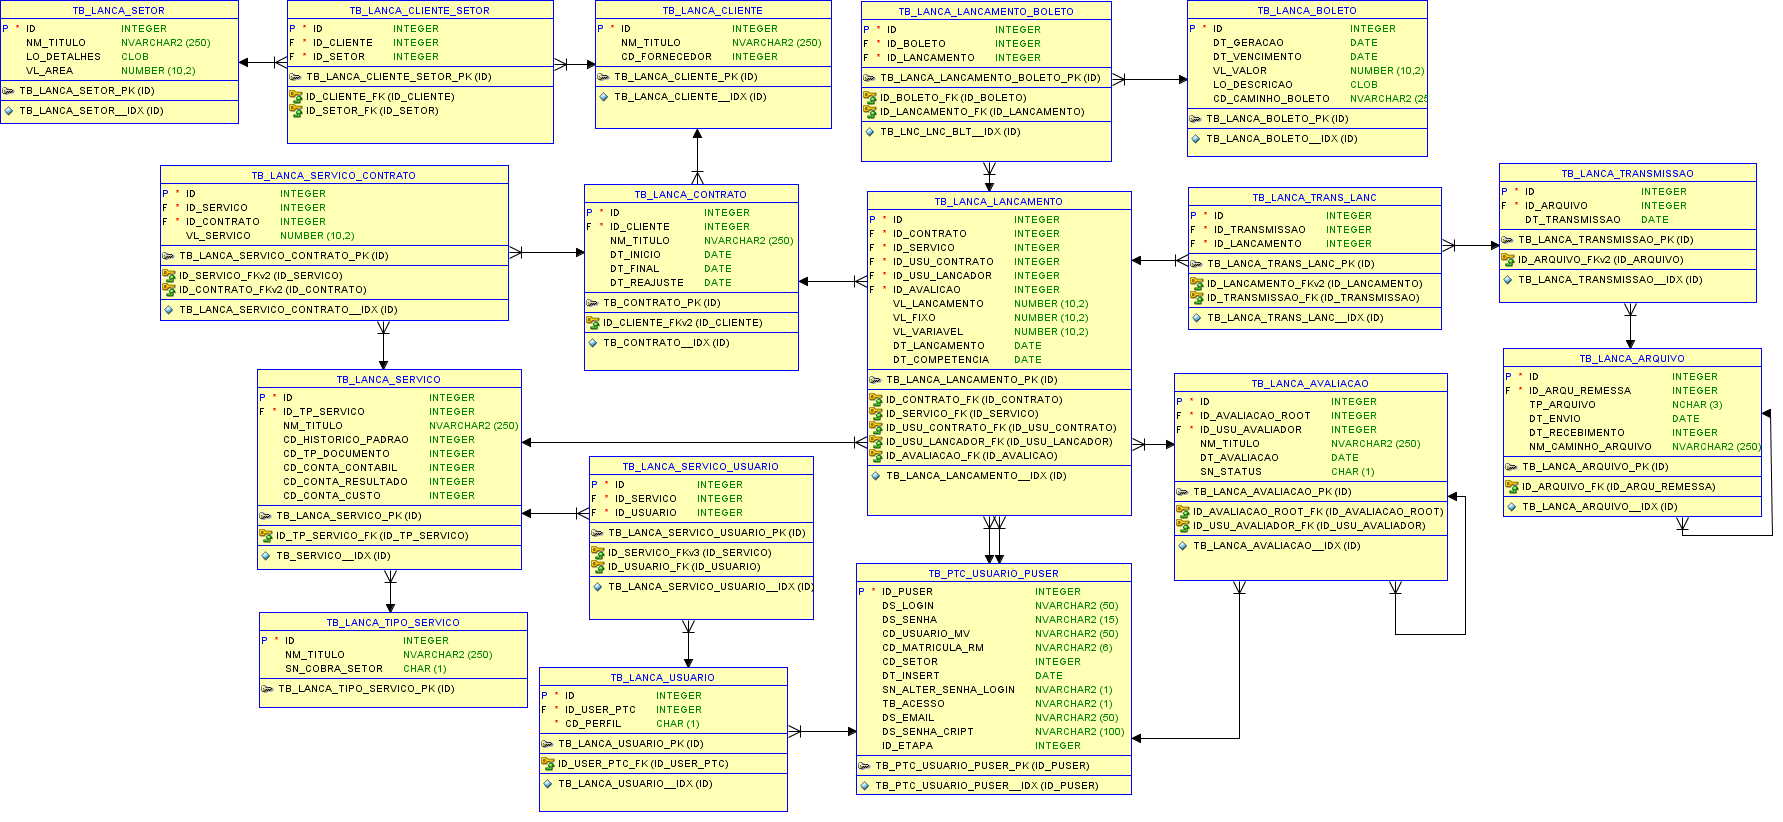 TB_LANCA_SETOR
P * ID INTEGER
NM_TITULO NVARCHAR2 (250)
LO_DETALHES CLOB
VL_AREA NUMBER (10,2)
TB_LANCA_SETOR_PK (ID)
TB_LANCA_SETOR__IDX (ID)
TB_LANCA_CLIENTE_SETOR
P * ID INTEGER
F * ID_CLIENTE INTEGER
F * ID_SETOR INTEGER
TB_LANCA_CLIENTE_SETOR_PK (ID)
ID_CLIENTE_FK (ID_CLIENTE)
ID_SETOR_FK (ID_SETOR)
TB_LANCA_CLIENTE
P * ID INTEGER
NM_TITULO NVARCHAR2 (250)
CD_FORNECEDOR INTEGER
TB_LANCA_CLIENTE_PK (ID)
TB_LANCA_CLIENTE__IDX (ID)
TB_LANCA_LANCAMENTO_BOLETO
P * ID INTEGER
F * ID_BOLETO INTEGER
F * ID_LANCAMENTO INTEGER
TB_LANCA_LANCAMENTO_BOLETO_PK (ID)
ID_BOLETO_FK (ID_BOLETO)
ID_LANCAMENTO_FK (ID_LANCAMENTO)
TB_LNC_LNC_BLT__IDX (ID)
TB_LANCA_BOLETO
P * ID INTEGER
DT_GERACAO DATE
DT_VENCIMENTO DATE
VL_VALOR NUMBER (10,2)
LO_DESCRICAO CLOB
CD_CAMINHO_BOLETO NVARCHAR2 (25
TB_LANCA_BOLETO_PK (ID)
TB_LANCA_BOLETO__IDX (ID)
TB_LANCA_SERVICO_CONTRATO
P * ID INTEGER
F * ID_SERVICO INTEGER
F * ID_CONTRATO INTEGER
VL_SERVICO NUMBER (10,2)
TB_LANCA_SERVICO_CONTRATO_PK (ID)
ID_SERVICO_FKv2 (ID_SERVICO)
ID_CONTRATO_FKv2 (ID_CONTRATO)
TB_LANCA_SERVICO_CONTRATO__IDX (ID)
TB_LANCA_CONTRATO
P * ID INTEGER
F * ID_CLIENTE INTEGER
NM_TITULO NVARCHAR2 (250)
DT_INICIO DATE
DT_FINAL DATE
DT_REAJUSTE DATE
TB_CONTRATO_PK (ID)
ID_CLIENTE_FKv2 (ID_CLIENTE)
TB_CONTRATO__IDX (ID)
TB_LANCA_LANCAMENTO
P * ID INTEGER
F * ID_CONTRATO INTEGER
F * ID_SERVICO INTEGER
F * ID_USU_CONTRATO INTEGER
F * ID_USU_LANCADOR INTEGER
F * ID_AVALICAO INTEGER
VL_LANCAMENTO NUMBER (10,2)
VL_FIXO NUMBER (10,2)
VL_VARIAVEL NUMBER (10,2)
DT_LANCAMENTO DATE
DT_COMPETENCIA DATE
TB_LANCA_LANCAMENTO_PK (ID)
ID_CONTRATO_FK (ID_CONTRATO)
ID_SERVICO_FK (ID_SERVICO)
ID_USU_CONTRATO_FK (ID_USU_CONTRATO)
ID_USU_LANCADOR_FK (ID_USU_LANCADOR)
ID_AVALIACAO_FK (ID_AVALICAO)
TB_LANCA_LANCAMENTO__IDX (ID)
TB_LANCA_TRANS_LANC
P * ID INTEGER
F * ID_TRANSMISSAO INTEGER
F * ID_LANCAMENTO INTEGER
TB_LANCA_TRANS_LANC_PK (ID)
ID_LANCAMENTO_FKv2 (ID_LANCAMENTO)
ID_TRANSMISSAO_FK (ID_TRANSMISSAO)
TB_LANCA_TRANS_LANC__IDX (ID)
TB_LANCA_TRANSMISSAO
P * ID INTEGER
F * ID_ARQUIVO INTEGER
DT_TRANSMISSAO DATE
TB_LANCA_TRANSMISSAO_PK (ID)
ID_ARQUIVO_FKv2 (ID_ARQUIVO)
TB_LANCA_TRANSMISSAO__IDX (ID)
TB_LANCA_SERVICO
P * ID INTEGER
F * ID_TP_SERVICO INTEGER
NM_TITULO NVARCHAR2 (250)
CD_HISTORICO_PADRAO INTEGER
CD_TP_DOCUMENTO INTEGER
CD_CONTA_CONTABIL INTEGER
CD_CONTA_RESULTADO INTEGER
CD_CONTA_CUSTO INTEGER
TB_LANCA_SERVICO_PK (ID)
ID_TP_SERVICO_FK (ID_TP_SERVICO)
TB_SERVICO__IDX (ID)
TB_LANCA_SERVICO_USUARIO
P * ID INTEGER
F * ID_SERVICO INTEGER
F * ID_USUARIO INTEGER
TB_LANCA_SERVICO_USUARIO_PK (ID)
ID_SERVICO_FKv3 (ID_SERVICO)
ID_USUARIO_FK (ID_USUARIO)
TB_LANCA_SERVICO_USUARIO__IDX (ID)
TB_LANCA_AVALIACAO
P * ID INTEGER
F * ID_AVALIACAO_ROOT INTEGER
F * ID_USU_AVALIADOR INTEGER
NM_TITULO NVARCHAR2 (250)
DT_AVALIACAO DATE
SN_STATUS CHAR (1)
TB_LANCA_AVALIACAO_PK (ID)
ID_AVALIACAO_ROOT_FK (ID_AVALIACAO_ROOT)
ID_USU_AVALIADOR_FK (ID_USU_AVALIADOR)
TB_LANCA_AVALIACAO__IDX (ID)
TB_LANCA_ARQUIVO
P * ID INTEGER
F * ID_ARQU_REMESSA INTEGER
TP_ARQUIVO NCHAR (3)
DT_ENVIO DATE
DT_RECEBIMENTO INTEGER
NM_CAMINHO_ARQUIVO NVARCHAR2 (250)
TB_LANCA_ARQUIVO_PK (ID)
ID_ARQUIVO_FK (ID_ARQU_REMESSA)
TB_LANCA_ARQUIVO__IDX (ID)
TB_LANCA_TIPO_SERVICO
P * ID INTEGER
NM_TITULO NVARCHAR2 (250)
SN_COBRA_SETOR CHAR (1)
TB_LANCA_TIPO_SERVICO_PK (ID)
TB_LANCA_USUARIO
P * ID INTEGER
F * ID_USER_PTC INTEGER
* CD_PERFIL CHAR (1)
TB_LANCA_USUARIO_PK (ID)
ID_USER_PTC_FK (ID_USER_PTC)
TB_LANCA_USUARIO__IDX (ID)
TB_PTC_USUARIO_PUSER
P * ID_PUSER INTEGER
DS_LOGIN NVARCHAR2 (50)
DS_SENHA NVARCHAR2 (15)
CD_USUARIO_MV NVARCHAR2 (50)
CD_MATRICULA_RM NVARCHAR2 (6)
CD_SETOR INTEGER
DT_INSERT DATE
SN_ALTER_SENHA_LOGIN NVARCHAR2 (1)
TB_ACESSO NVARCHAR2 (1)
DS_EMAIL NVARCHAR2 (50)
DS_SENHA_CRIPT NVARCHAR2 (100)
ID_ETAPA INTEGER
TB_PTC_USUARIO_PUSER_PK (ID_PUSER)
TB_PTC_USUARIO_PUSER__IDX (ID_PUSER)